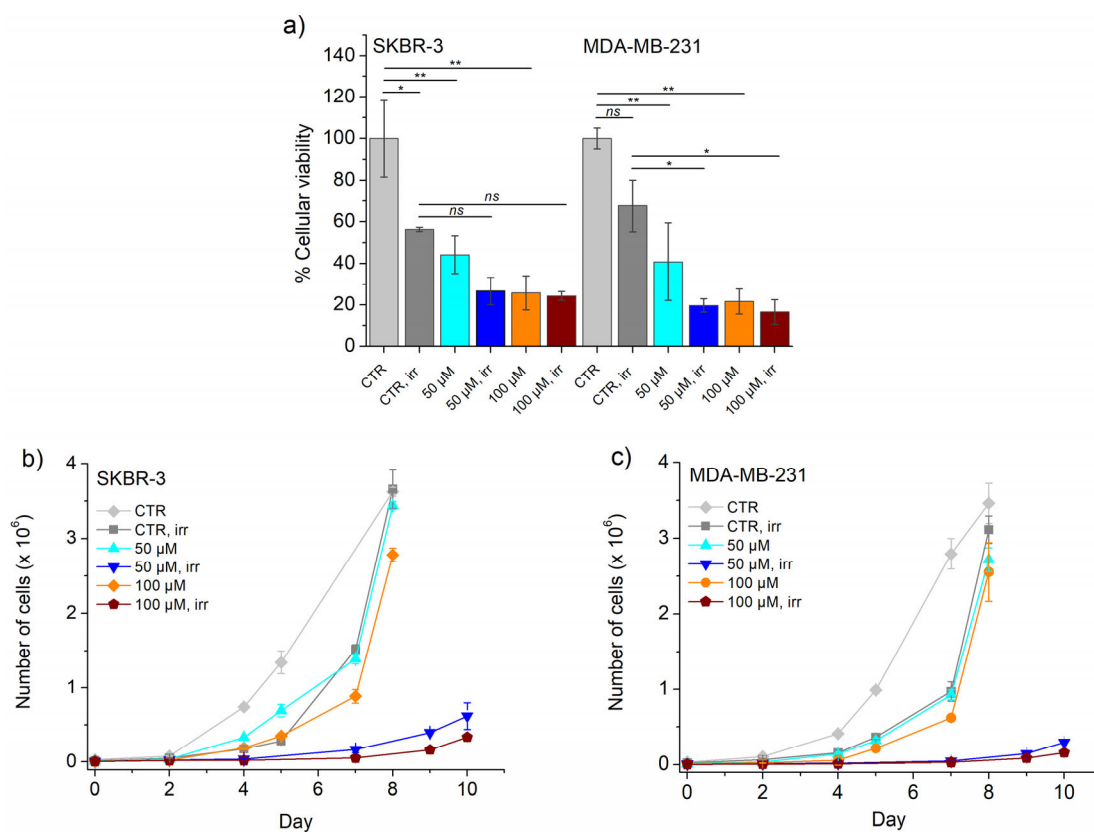 a)
SKBR-3
MDA-MB-231
% Cellular viability
140
120
100
80
60
40
20
0
**
**
*
ns
ns
**
**
ns
*
*
CTR
CTR, irr
50 µM
50 µM, irr
100 µM
100 µM, irr
CTR
CTR, irr
50 µM
50 µM, irr
100 µM
100 µM, irr
b)
SKBR-3
CTR
CTR, irr
50 µM
50 µM, irr
100 µM
100 µM, irr
Number of cells (x 10⁶)
4
3
2
1
0
0 2 4 6 8 10
Day
c)
MDA-MB-231
CTR
CTR, irr
50 µM
50 µM, irr
100 µM
100 µM, irr
Number of cells (x 10⁶)
4
3
2
1
0
0 2 4 6 8 10
Day